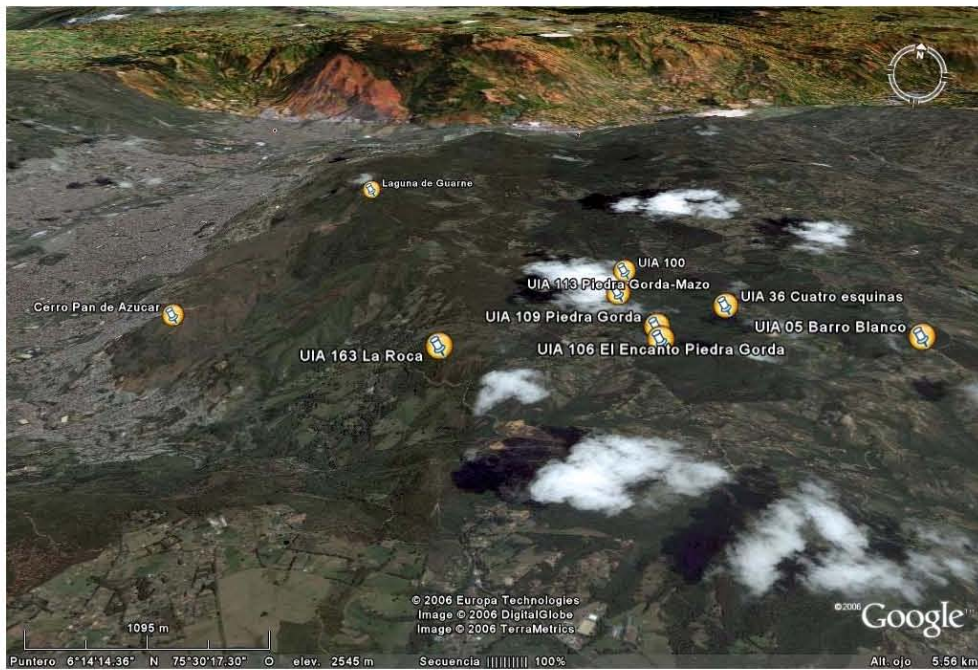 N
Laguna de Guarne
UIA 100
UIA 113 Piedra Gorda-Mazo
UIA 36 Cuatro esquinas
Cerro Pan de Azucar
UIA 109 Piedra Gorda
UIA 05 Barro Blanco
UIA 163 La Roca
UIA 106 El Encanto Piedra Gorda
© 2006 Europa Technologies
Image © 2006 DigitalGlobe
Image © 2006 TerraMetrics
©2006 Google™
1095 m
Puntero 6°14'14.36" N 75°30'17.30" O elev. 2545 m Secuencia |||||||||| 100% Alt. ojo 5.56 km